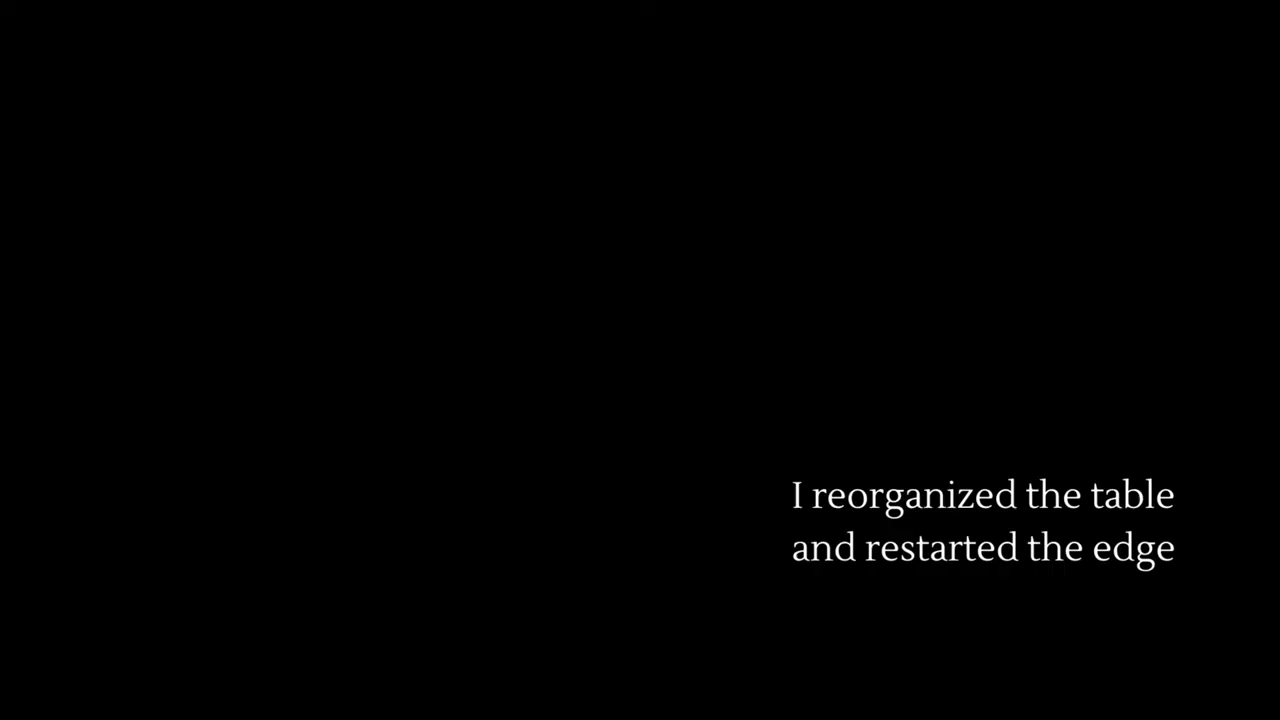 I reorganized the table
and restarted the edge